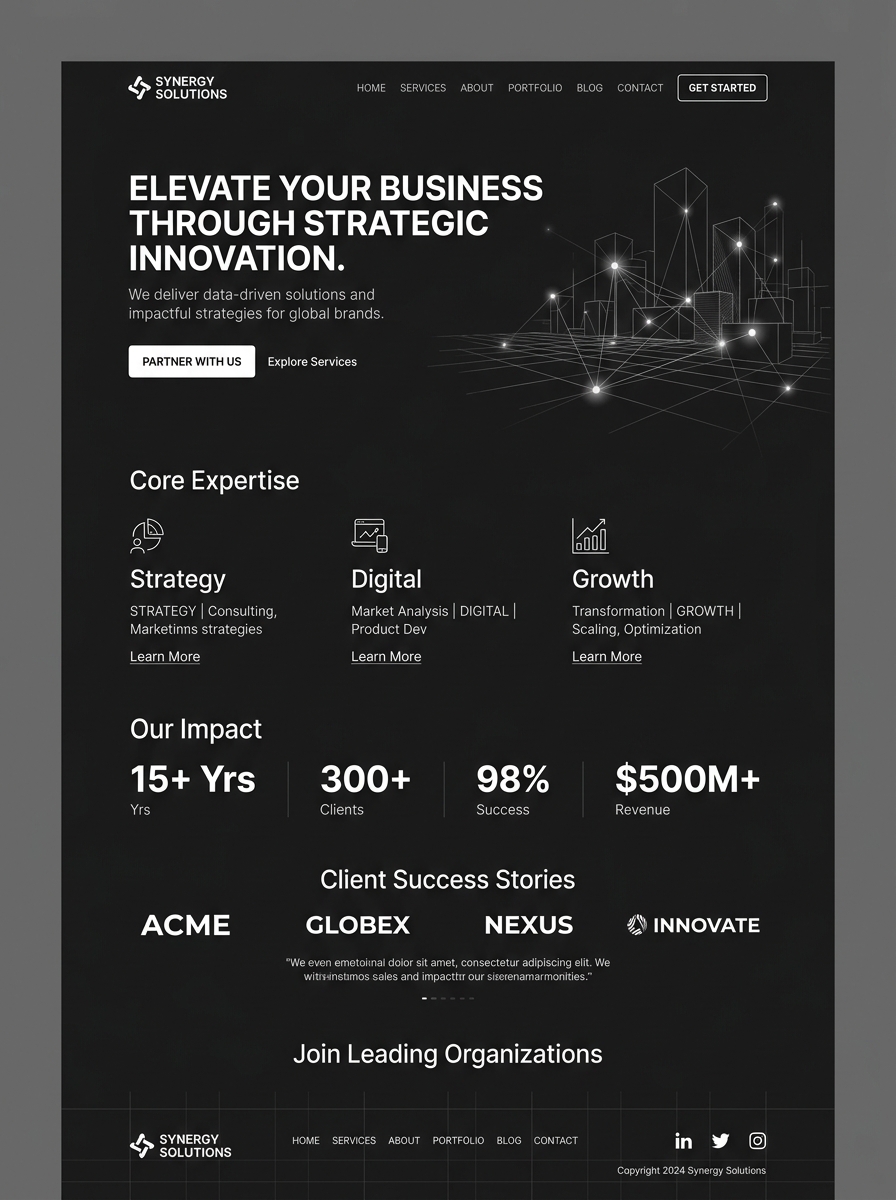 SYNERGY
SOLUTIONS
HOME SERVICES ABOUT PORTFOLIO BLOG CONTACT GET STARTED
ELEVATE YOUR BUSINESS
THROUGH STRATEGIC
INNOVATION.
We deliver data-driven solutions and
impactful strategies for global brands.
PARTNER WITH US Explore Services
Core Expertise
Strategy Digital Growth
STRATEGY | Consulting, Market Analysis | DIGITAL | Transformation | GROWTH |
strategies Product Dev Scaling, Optimization
Learn More Learn More Learn More
Our Impact
15+ Yrs 300+ 98% $500M+
Yrs Clients Success Revenue
Client Success Stories
ACME GLOBEX NEXUS INNOVATE
“We even dolor sit amet, consectetur adipiscing elit. We
sales and our
Join Leading Organizations
SYNERGY
SOLUTIONS
HOME SERVICES ABOUT PORTFOLIO BLOG CONTACT
in
Copyright 2024 Synergy Solutions